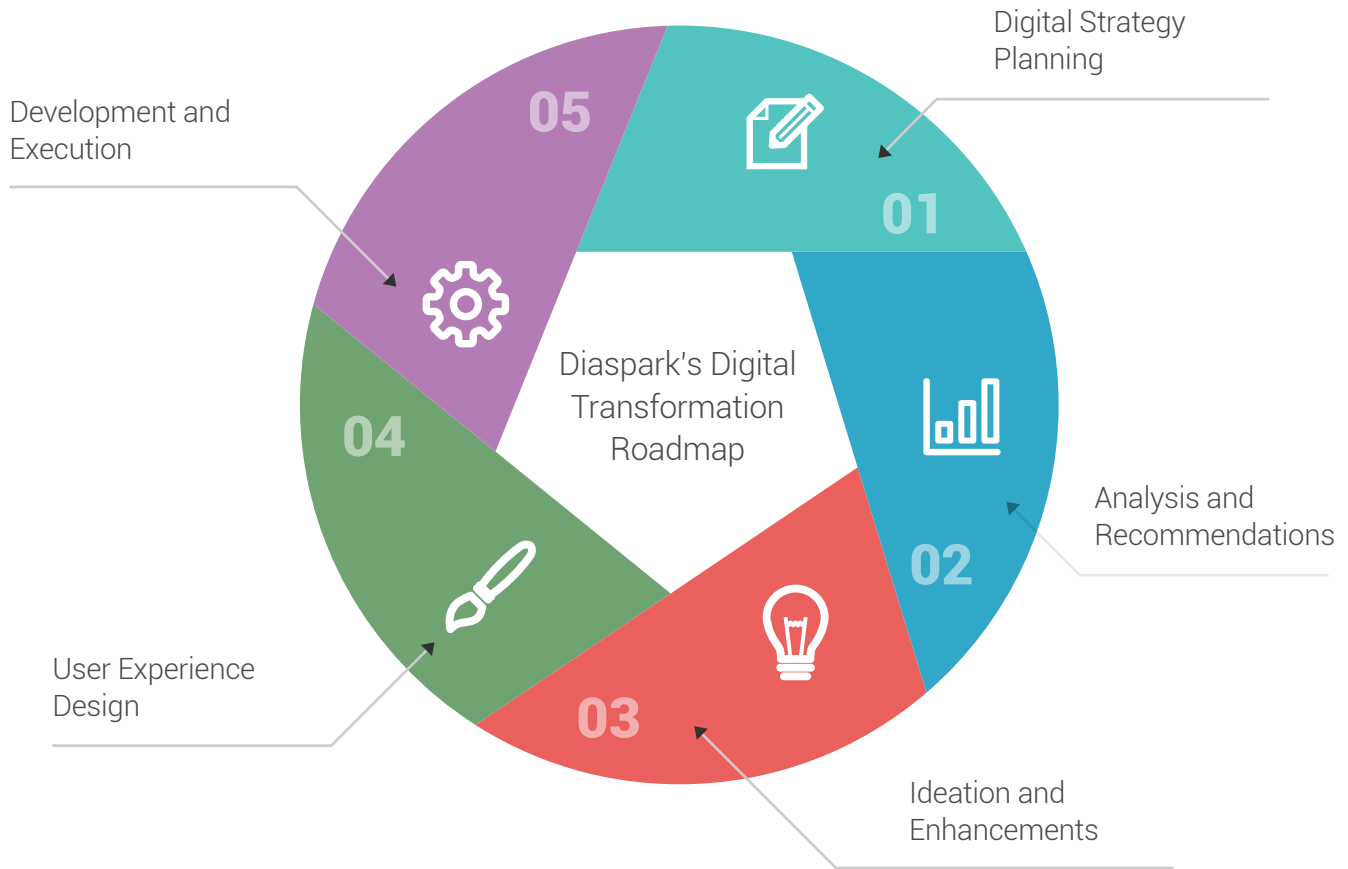 Digital Strategy
Planning
01
Analysis and
Recommendations
02
Ideation and
Enhancements
03
User Experience
Design
04
Development and
Execution
05
Diaspark's Digital
Transformation
Roadmap